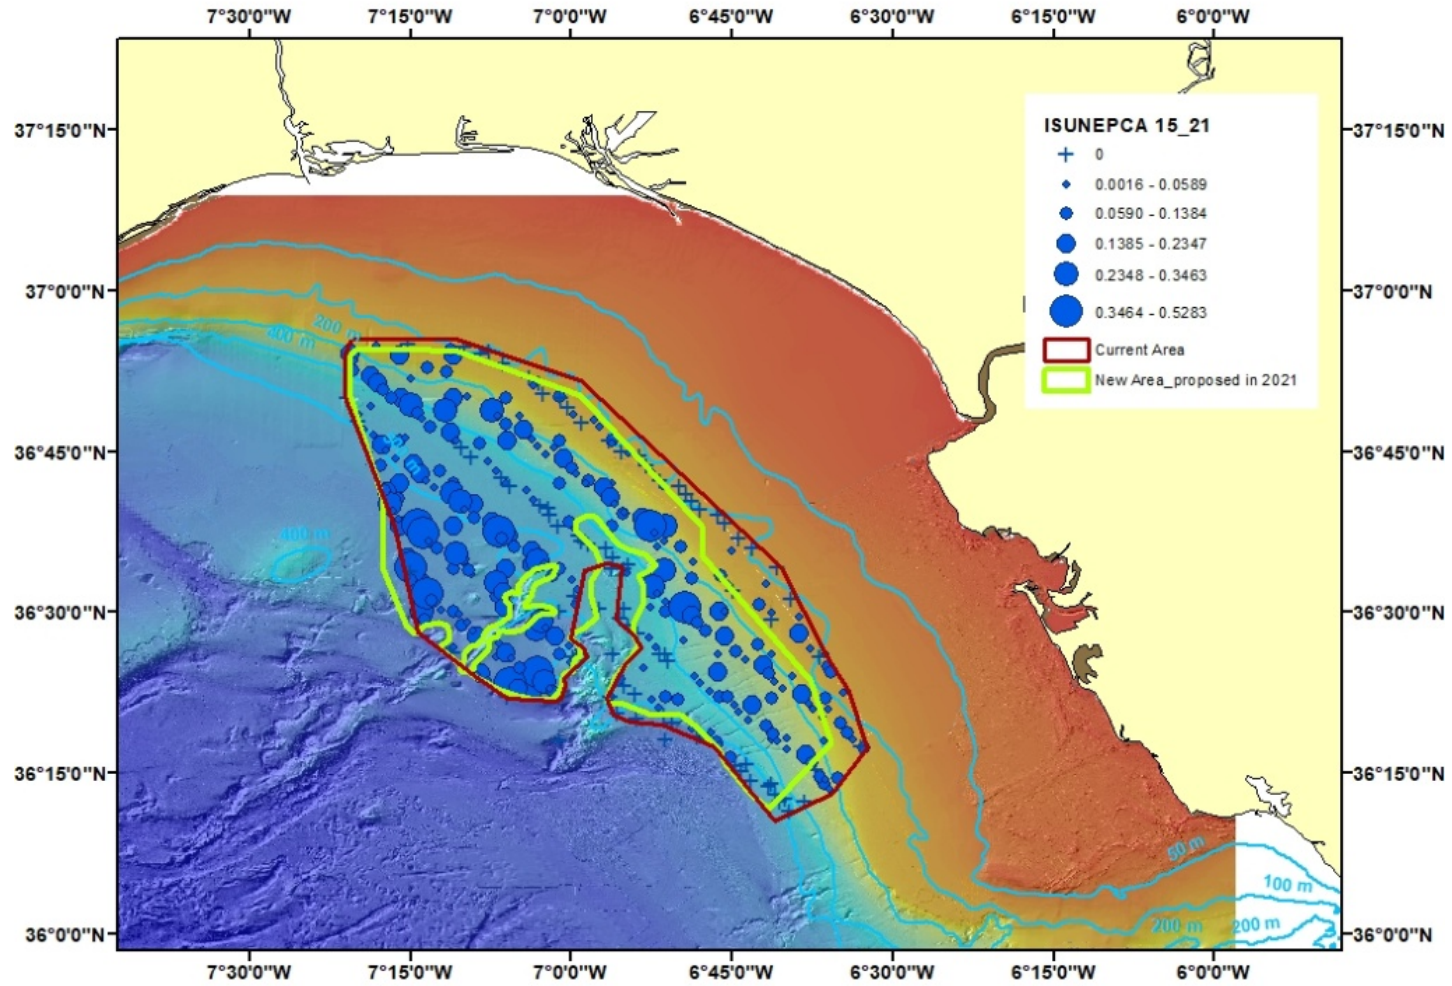 7°30'0"W 7°15'0"W 7°0'0"W 6°45'0"W 6°30'0"W 6°15'0"W 6°0'0"W
37°15'0"N 37°15'0"N
ISUNEPCA 15_21
0
0.0016 - 0.0589
0.0590 - 0.1384
0.1385 - 0.2347
0.2348 - 0.3463
0.3464 - 0.5283
Current Area
New Area_proposed in 2021
37°0'0"N 37°0'0"N
200 m
400 m
36°45'0"N 36°45'0"N
400 m
36°30'0"N 36°30'0"N
36°15'0"N 36°15'0"N
50 m
100 m
200 m 200 m
36°0'0"N 36°0'0"N
7°30'0"W 7°15'0"W 7°0'0"W 6°45'0"W 6°30'0"W 6°15'0"W 6°0'0"W